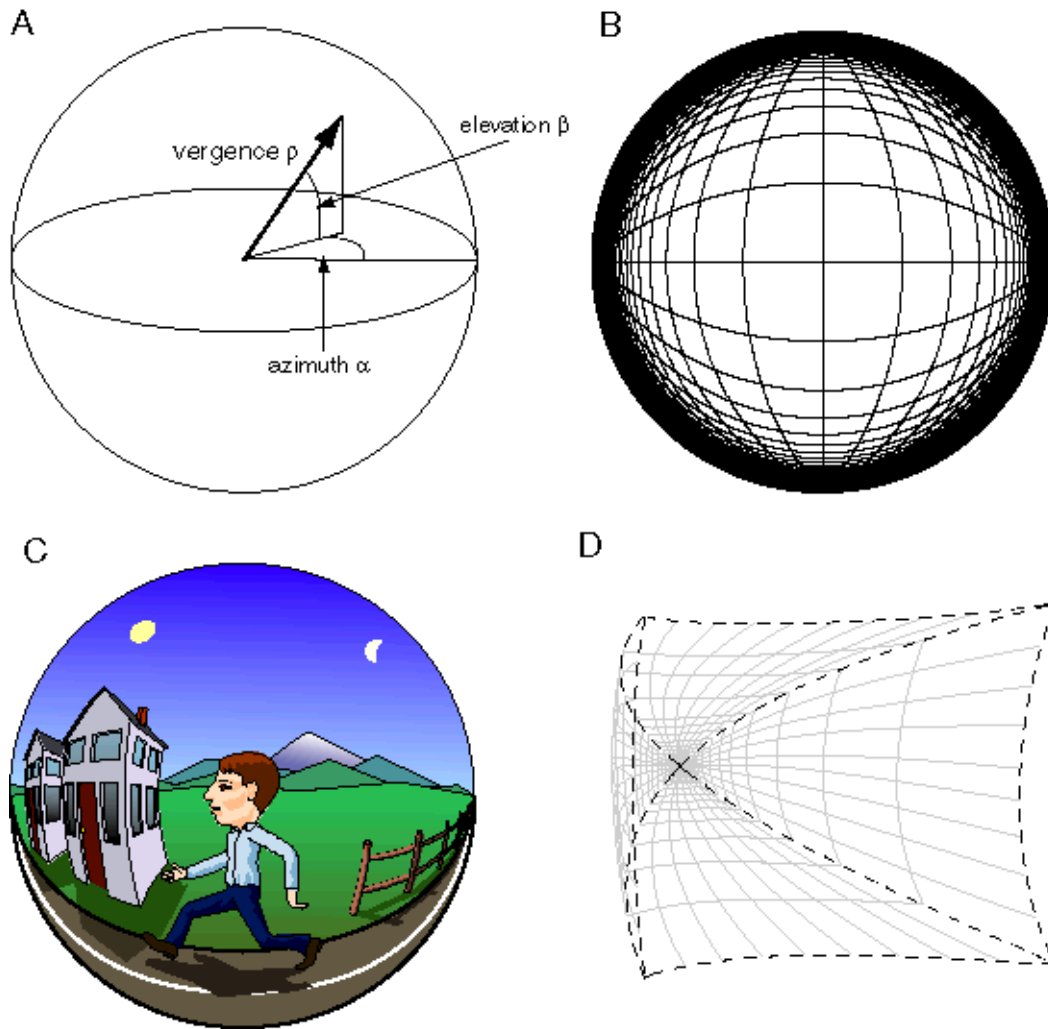 A
B
elevation β
vergence ρ
azimuth α
C
D